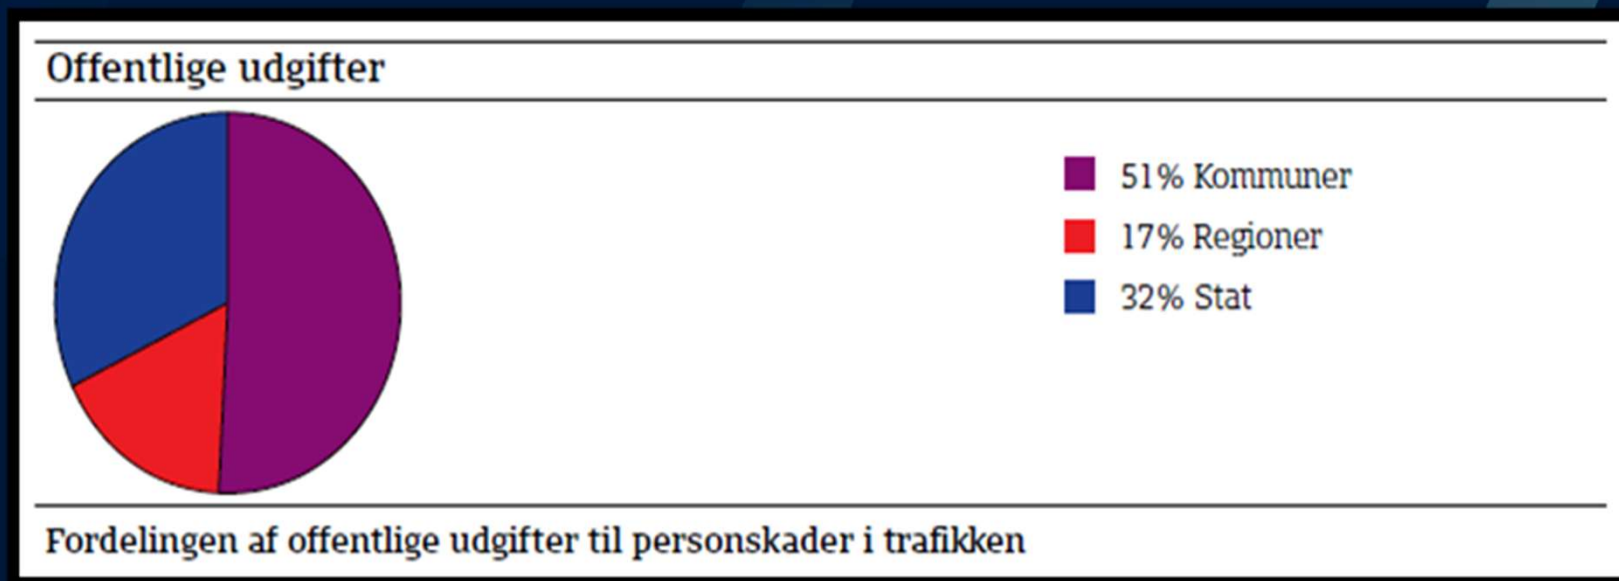 Offentlige udgifter
51% Kommuner
17% Regioner
32% Stat
Fordelingen af offentlige udgifter til personskader i trafikken